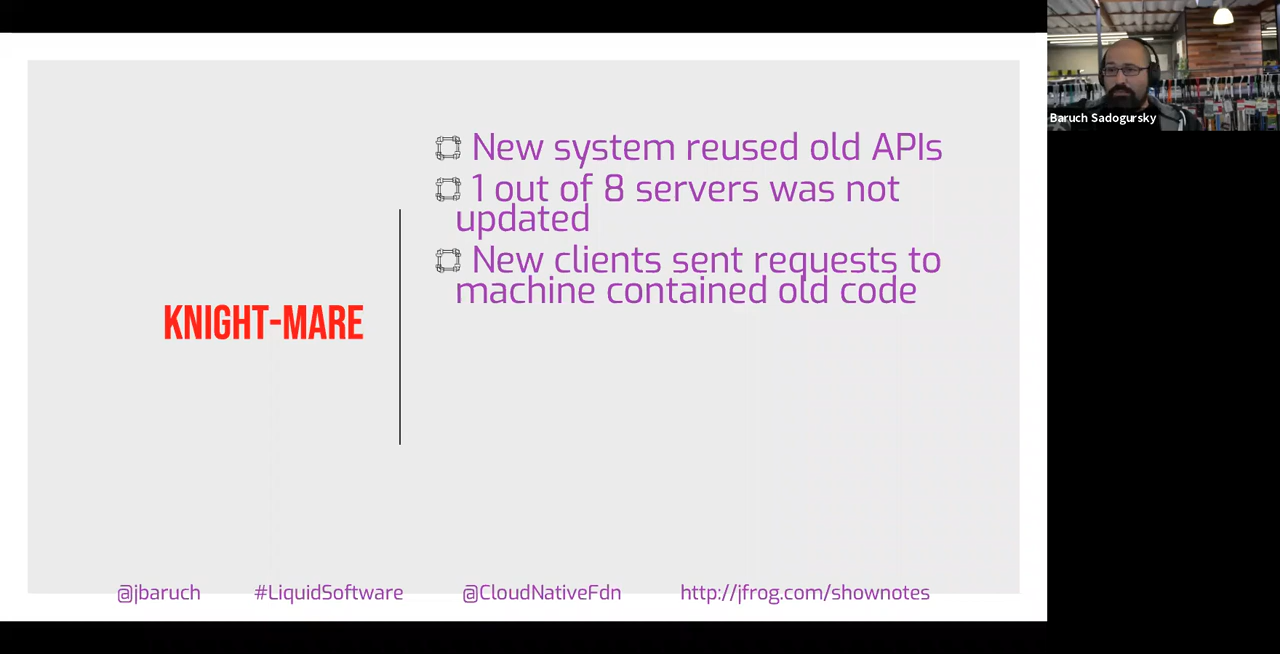 New system reused old APIs
1 out of 8 servers was not
updated
New clients sent requests to
machine contained old code
KNIGHT-MARE
@jbaruch #LiquidSoftware @CloudNativeFdn http://jfrog.com/shownotes
Baruch Sadogursky